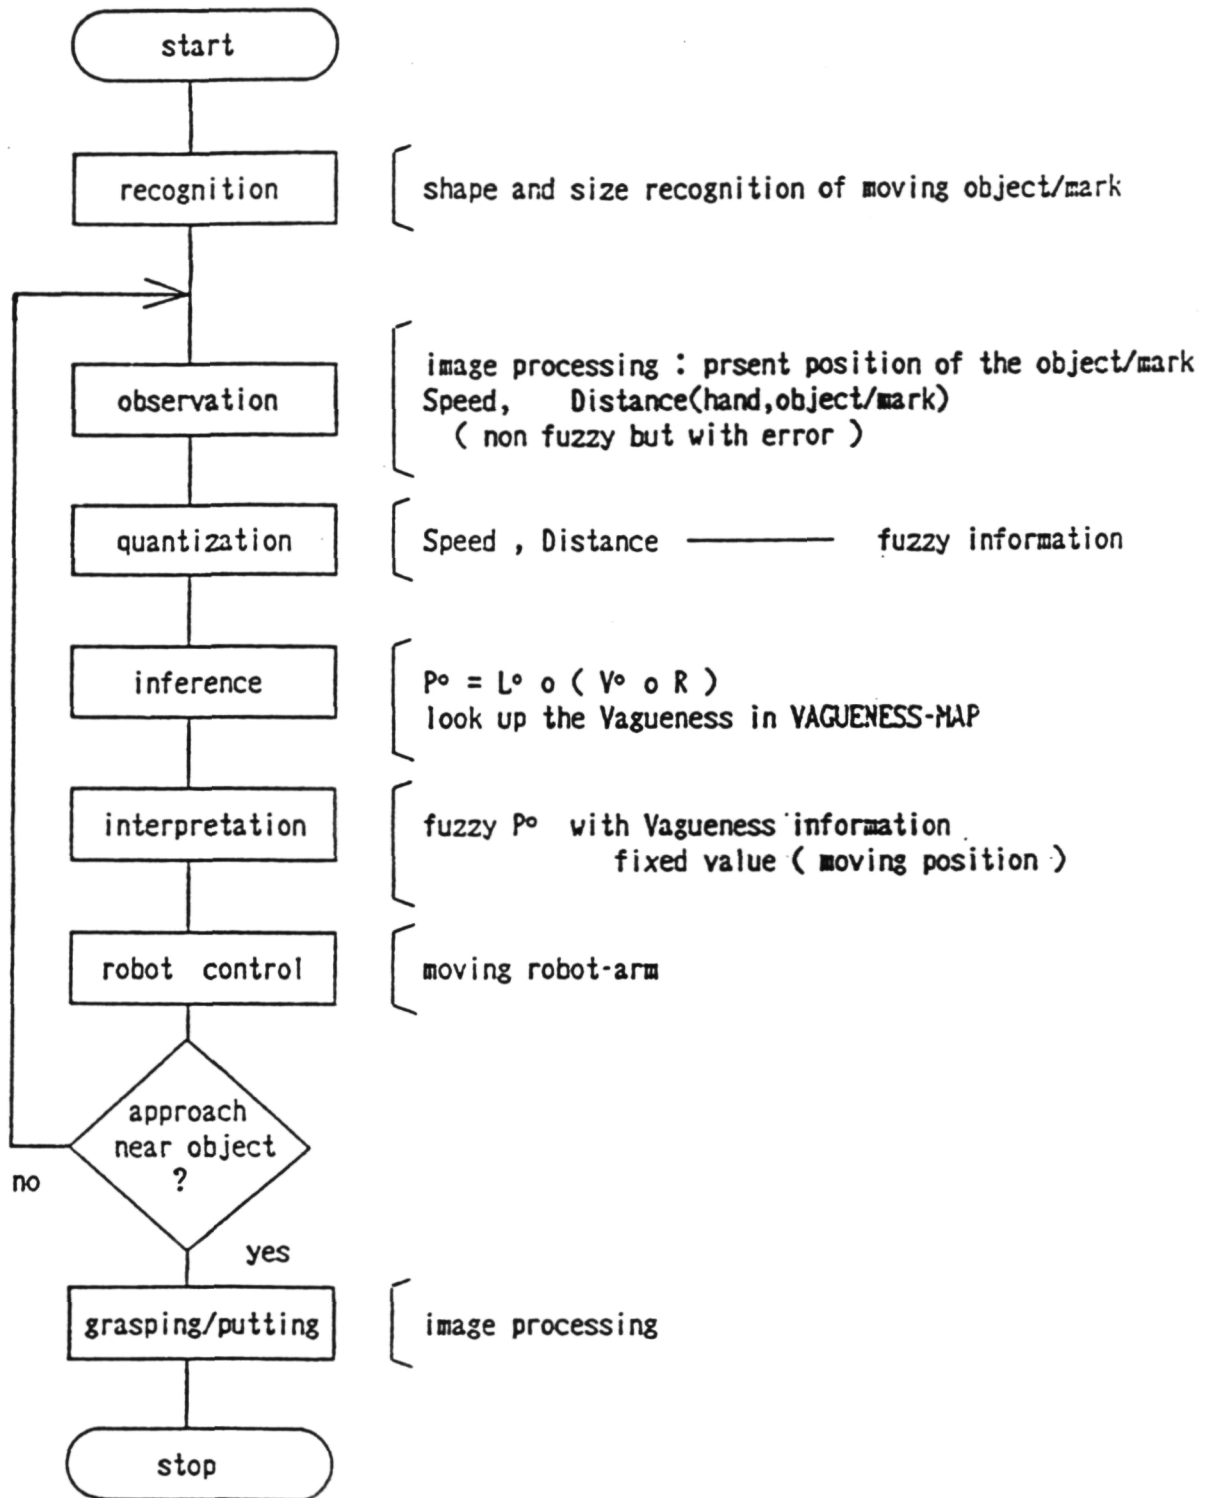 start
recognition
shape and size recognition of moving object/mark
observation
image processing : prsent position of the object/mark
Speed, Distance(hand,object/mark)
( non fuzzy but with error )
quantization
Speed , Distance ——— fuzzy information
inference
P° = L° o ( V° o R )
look up the Vagueness in VAGUENESS-MAP
interpretation
fuzzy P° with Vagueness information
fixed value ( moving position )
robot control
moving robot-arm
approach
near object
?
no
yes
grasping/putting
image processing
stop